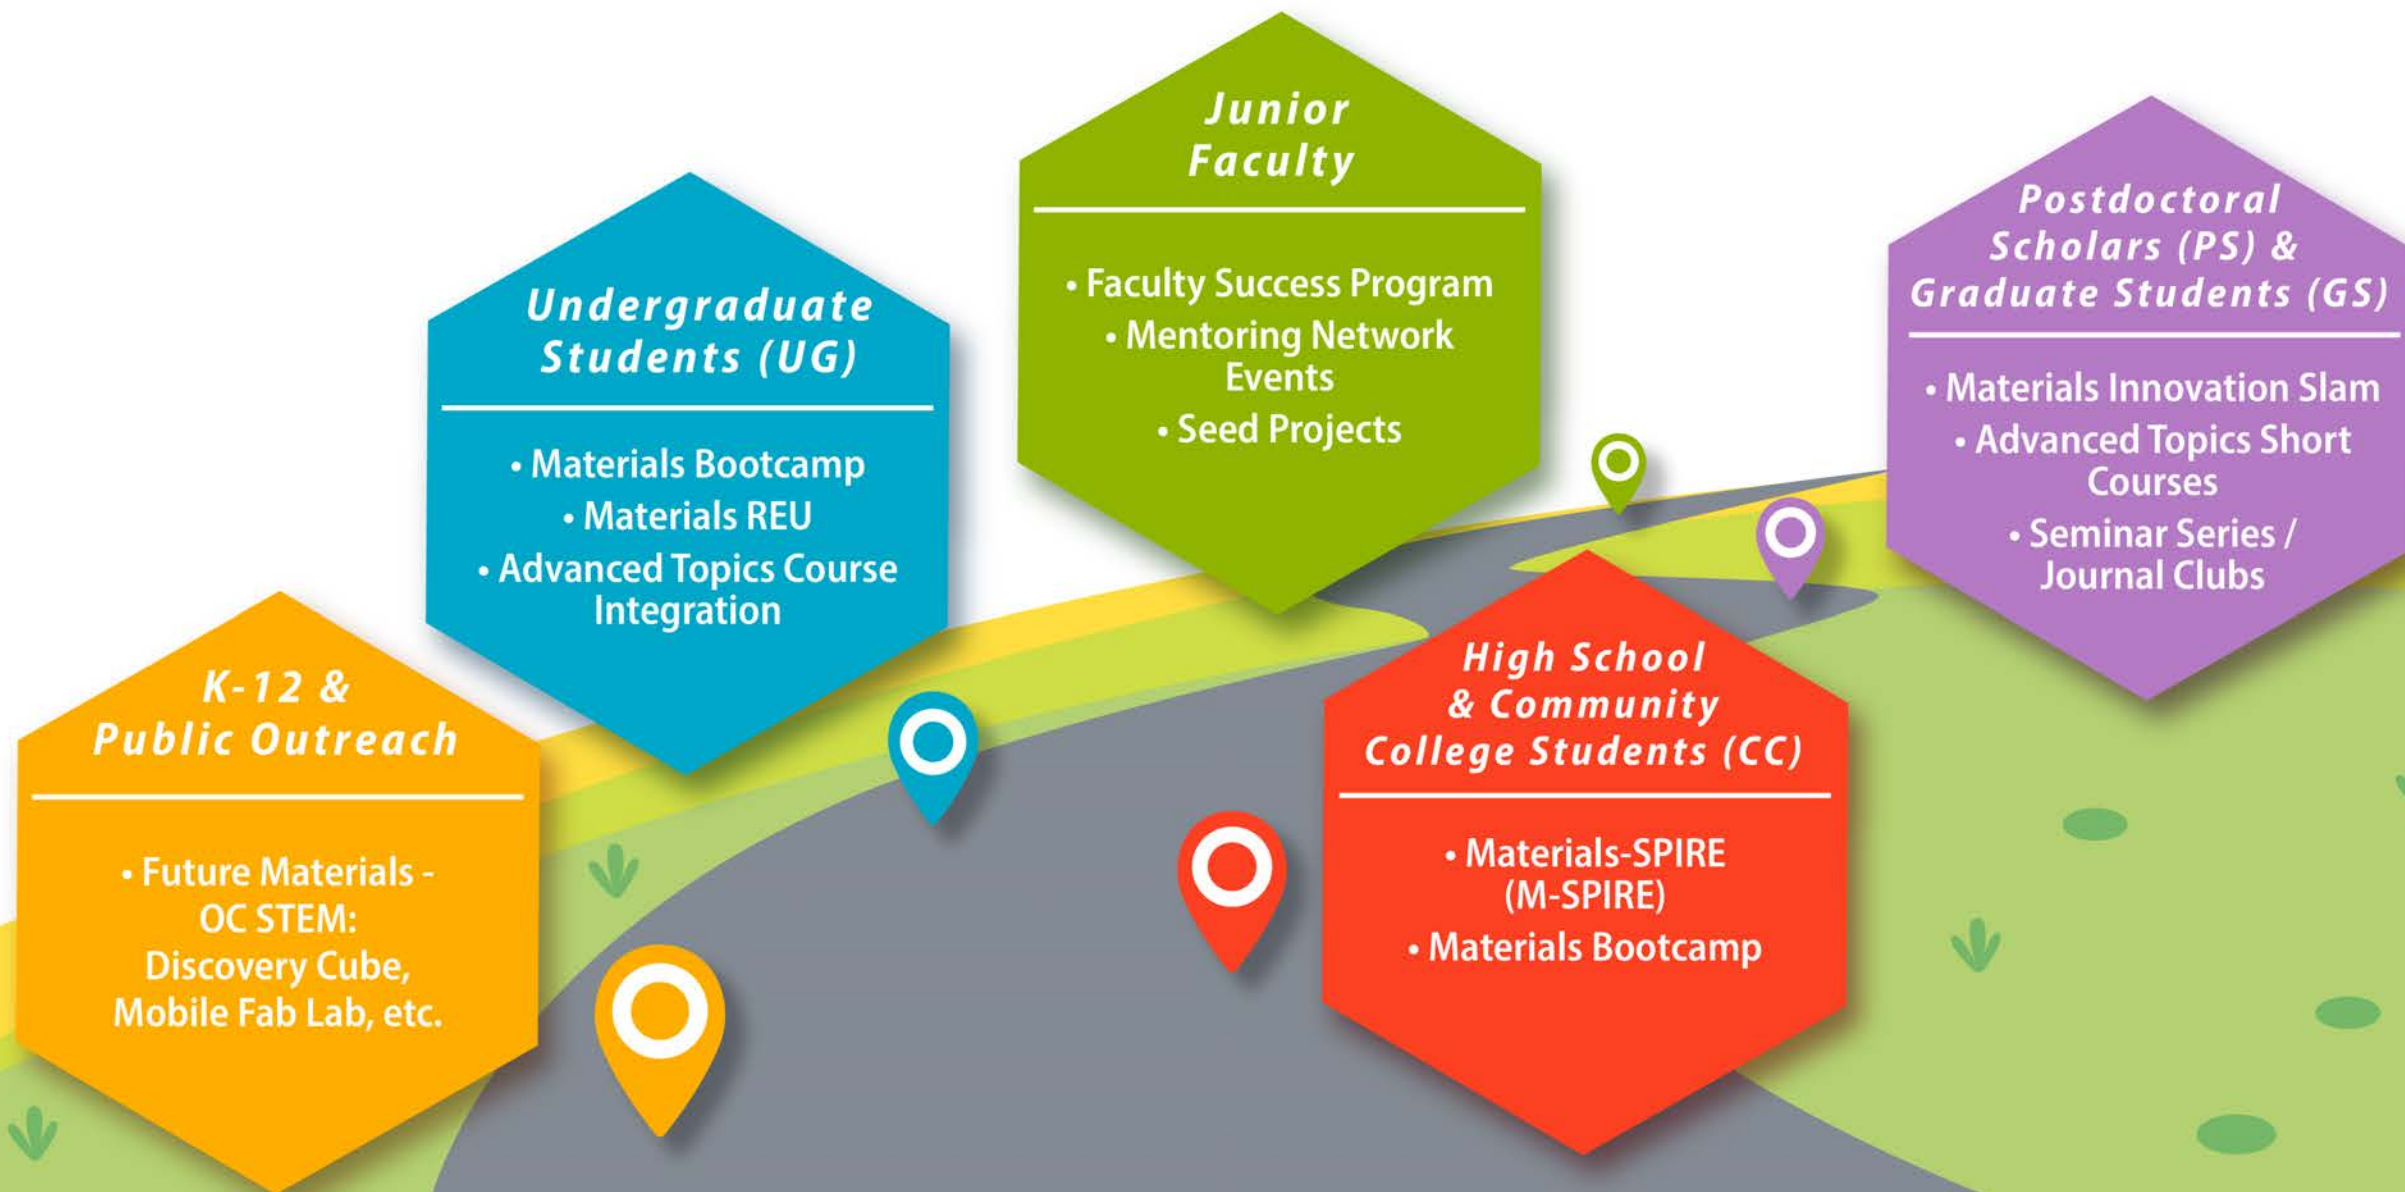 K-12 &
Public Outreach
• Future Materials -
OC STEM:
Discovery Cube,
Mobile Fab Lab, etc.
Undergraduate
Students (UG)
• Materials Bootcamp
• Materials REU
• Advanced Topics Course
Integration
Junior
Faculty
• Faculty Success Program
• Mentoring Network
Events
• Seed Projects
High School
& Community
College Students (CC)
• Materials-SPIRE
(M-SPIRE)
• Materials Bootcamp
Postdoctoral
Scholars (PS) &
Graduate Students (GS)
• Materials Innovation Slam
• Advanced Topics Short
Courses
• Seminar Series /
Journal Clubs